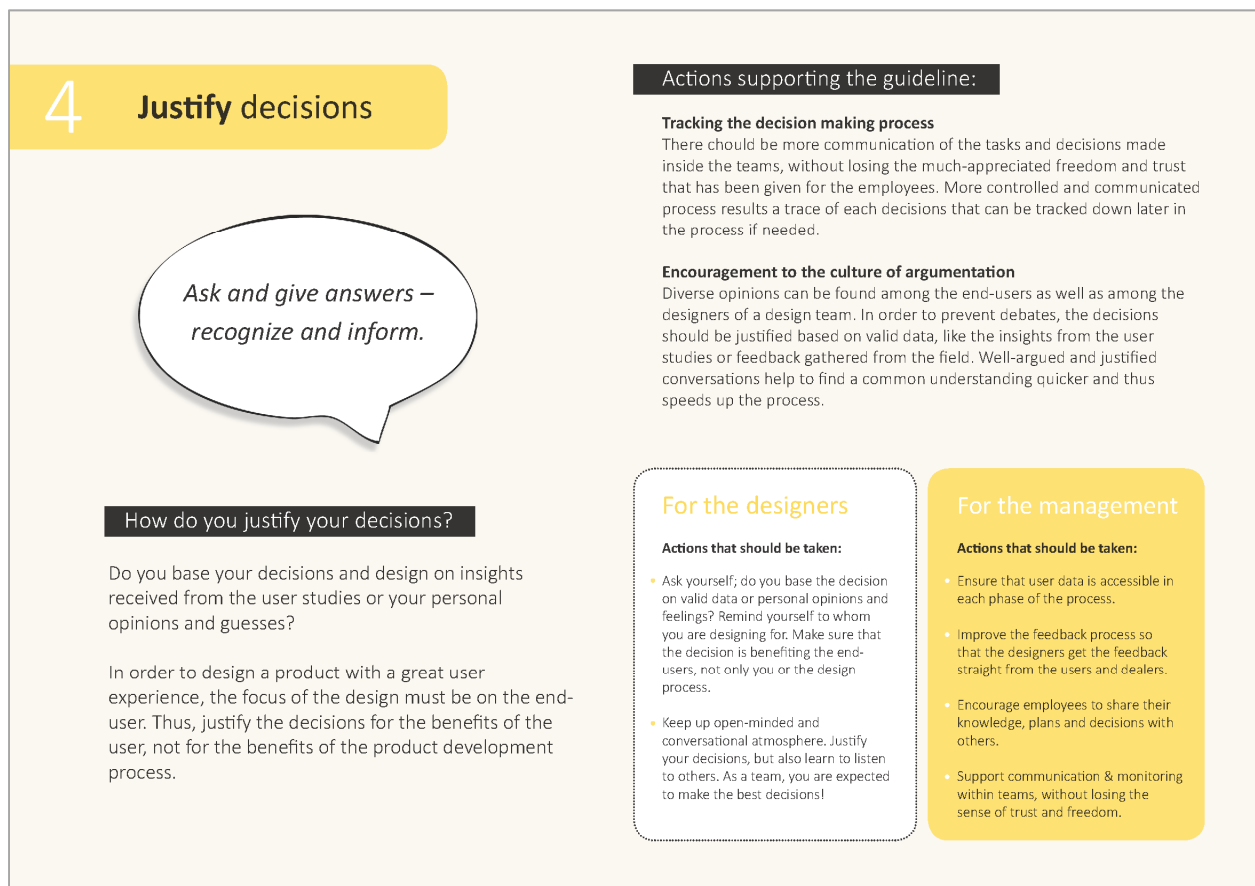 4
Justify decisions
Ask and give answers –
recognize and inform.
How do you justify your decisions?
Do you base your decisions and design on insights
received from the user studies or your personal
opinions and guesses?
In order to design a product with a great user
experience, the focus of the design must be on the end-
user. Thus, justify the decisions for the benefits of the
user, not for the benefits of the product development
process.
Actions supporting the guideline:
Tracking the decision making process
There chould be more communication of the tasks and decisions made
inside the teams, without losing the much-appreciated freedom and trust
that has been given for the employees. More controlled and communicated
process results a trace of each decisions that can be tracked down later in
the process if needed.
Encouragement to the culture of argumentation
Diverse opinions can be found among the end-users as well as among the
designers of a design team. In order to prevent debates, the decisions
should be justified based on valid data, like the insights from the user
studies or feedback gathered from the field. Well-argued and justified
conversations help to find a common understanding quicker and thus
speeds up the process.
For the designers
Actions that should be taken:
▪ Ask yourself; do you base the decision
on valid data or personal opinions and
feelings? Remind yourself to whom
you are designing for. Make sure that
the decision is benefiting the end-
users, not only you or the design
process.
▪ Keep up open-minded and
conversational atmosphere. Justify
your decisions, but also learn to listen
to others. As a team, you are expected
to make the best decisions!
For the management
Actions that should be taken:
• Ensure that user data is accessible in
each phase of the process.
• Improve the feedback process so
that the designers get the feedback
straight from the users and dealers.
• Encourage employees to share their
knowledge, plans and decisions with
others.
• Support communication & monitoring
within teams, without losing the
sense of trust and freedom.